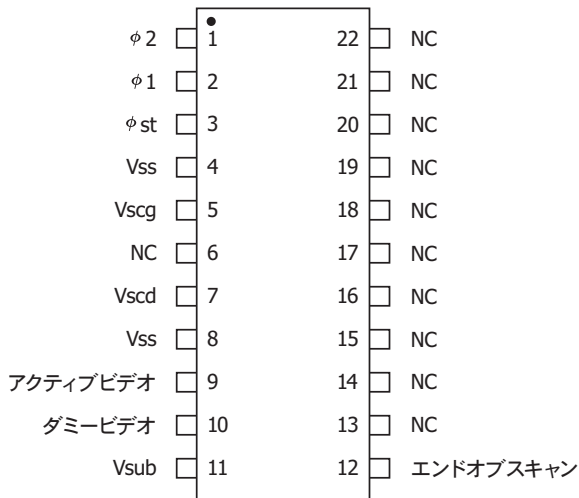 φ2 1 22 NC
φ1 2 21 NC
φst 3 20 NC
Vss 4 19 NC
Vscg 5 18 NC
NC 6 17 NC
Vscd 7 16 NC
Vss 8 15 NC
アクティブビデオ 9 14 NC
ダミービデオ 10 13 NC
Vsub 11 12 エンドオブスキャン